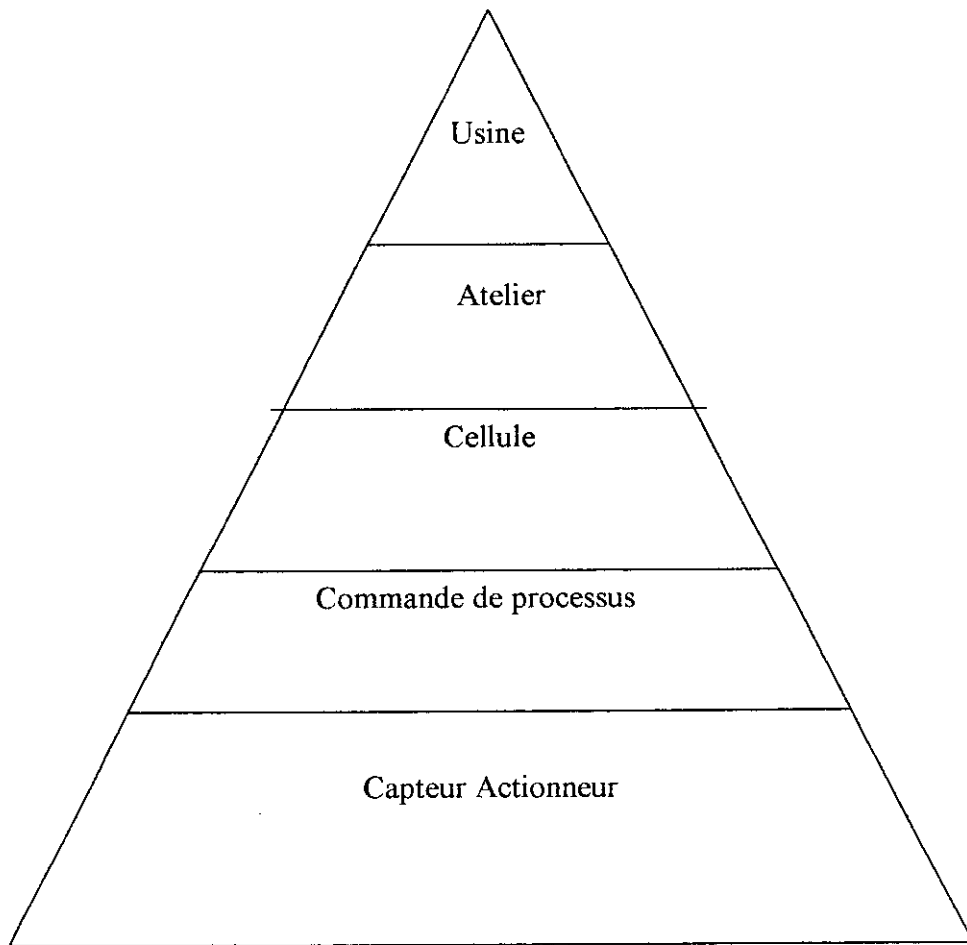 Usine
Atelier
Cellule
Commande de processus
Capteur Actionneur